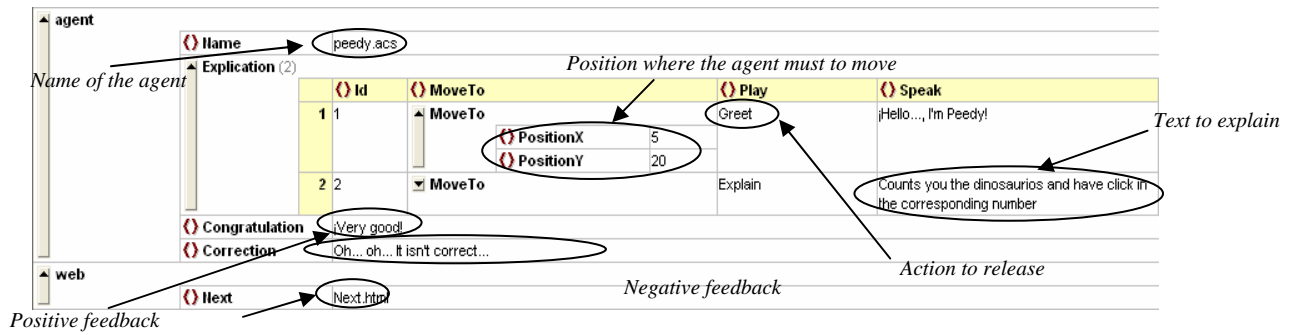 agent
Name peedy.acs
Name of the agent
Explication (2)
Position where the agent must to move
Id MoveTo Play Speak
1 1 MoveTo Greet ¡Hello..., I'm Peedy!
PositionX 5
PositionY 20
Text to explain
2 2 MoveTo Explain Counts you the dinosaurios and have click in
the corresponding number
Congratulation ¡Very good!
Correction Oh... oh... It isn't correct...
Action to release
web
Negative feedback
Next Next.html
Positive feedback